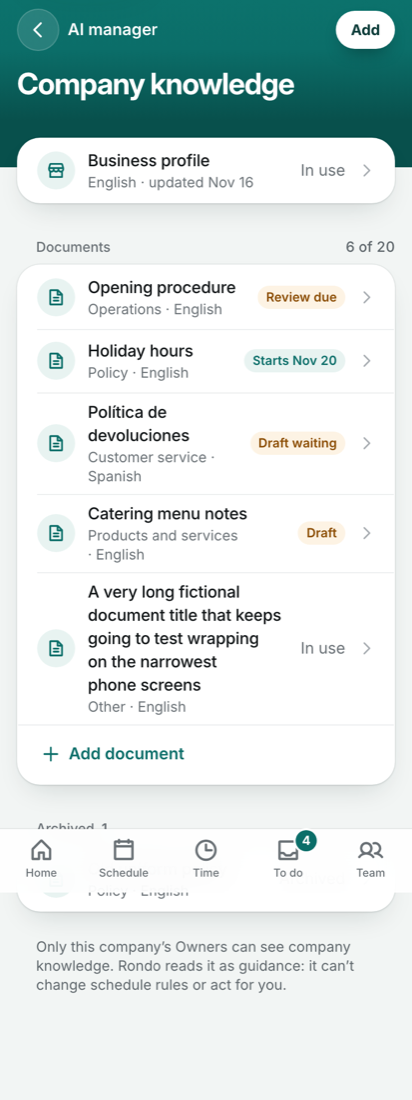 AI manager
Add
Company knowledge
Business profile
In use
English · updated Nov 16
Documents
6 of 20
Opening procedure
Operations · English
Review due
Holiday hours
Policy · English
Starts Nov 20
Política de
devoluciones
Customer service ·
Spanish
Draft waiting
Catering menu notes
Products and services
· English
Draft
A very long fictional
document title that keeps
going to test wrapping
on the narrowest
phone screens
Other · English
In use
+ Add document
Archived 1
4
Home
Schedule
Time
To do
Team
Policy · English
Only this company’s Owners can see company
knowledge. Rondo reads it as guidance: it can’t
change schedule rules or act for you.